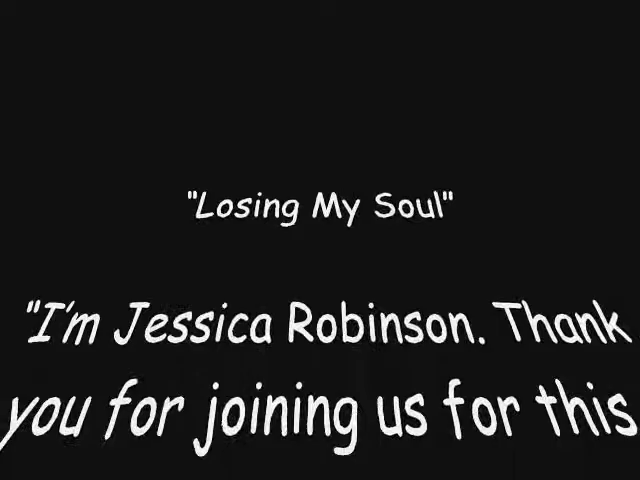 "Losing My Soul"
"I'm Jessica Robinson. Thank
you for joining us for this